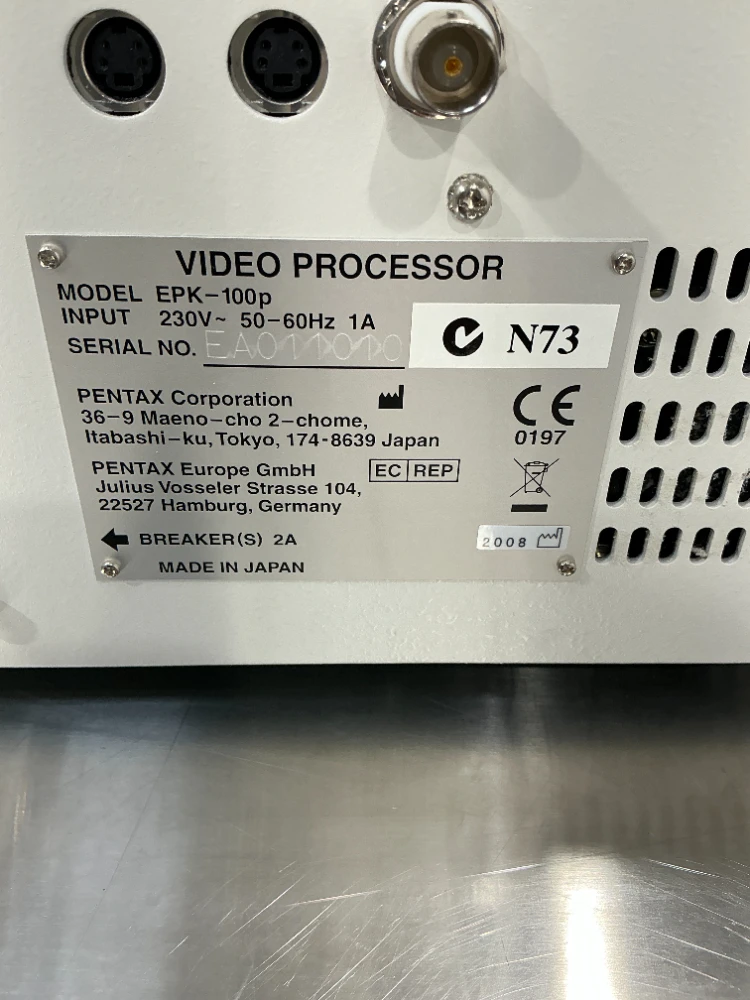 VIDEO PROCESSOR
MODEL EPK-100p
INPUT 230V~ 50-60Hz 1A
SERIAL NO. EA011010
N73
PENTAX Corporation
36-9 Maeno-cho 2-chome,
Itabashi-ku, Tokyo, 174-8639 Japan
CE
0197
PENTAX Europe GmbH
EC REP
Julius Vosseler Strasse 104,
22527 Hamburg, Germany
BREAKER(S) 2A
2008
MADE IN JAPAN